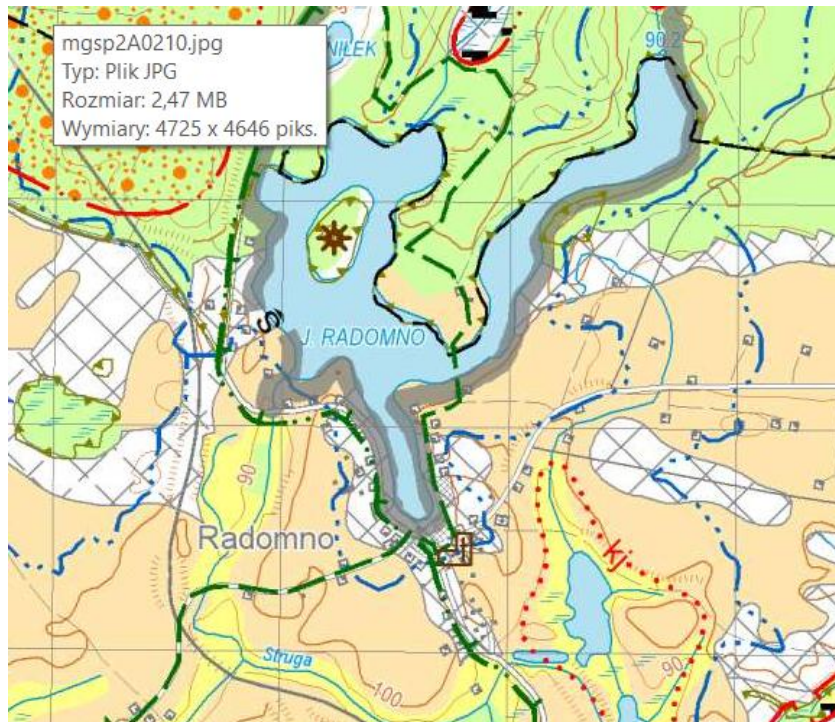 mgsp2A0210.jpg
Typ: Plik JPG
Rozmiar: 2,47 MB
Wymiary: 4725 x 4646 piks.
90,2
Ś
J. RADOMNO
90
Radomno
kj
Struga
90
100